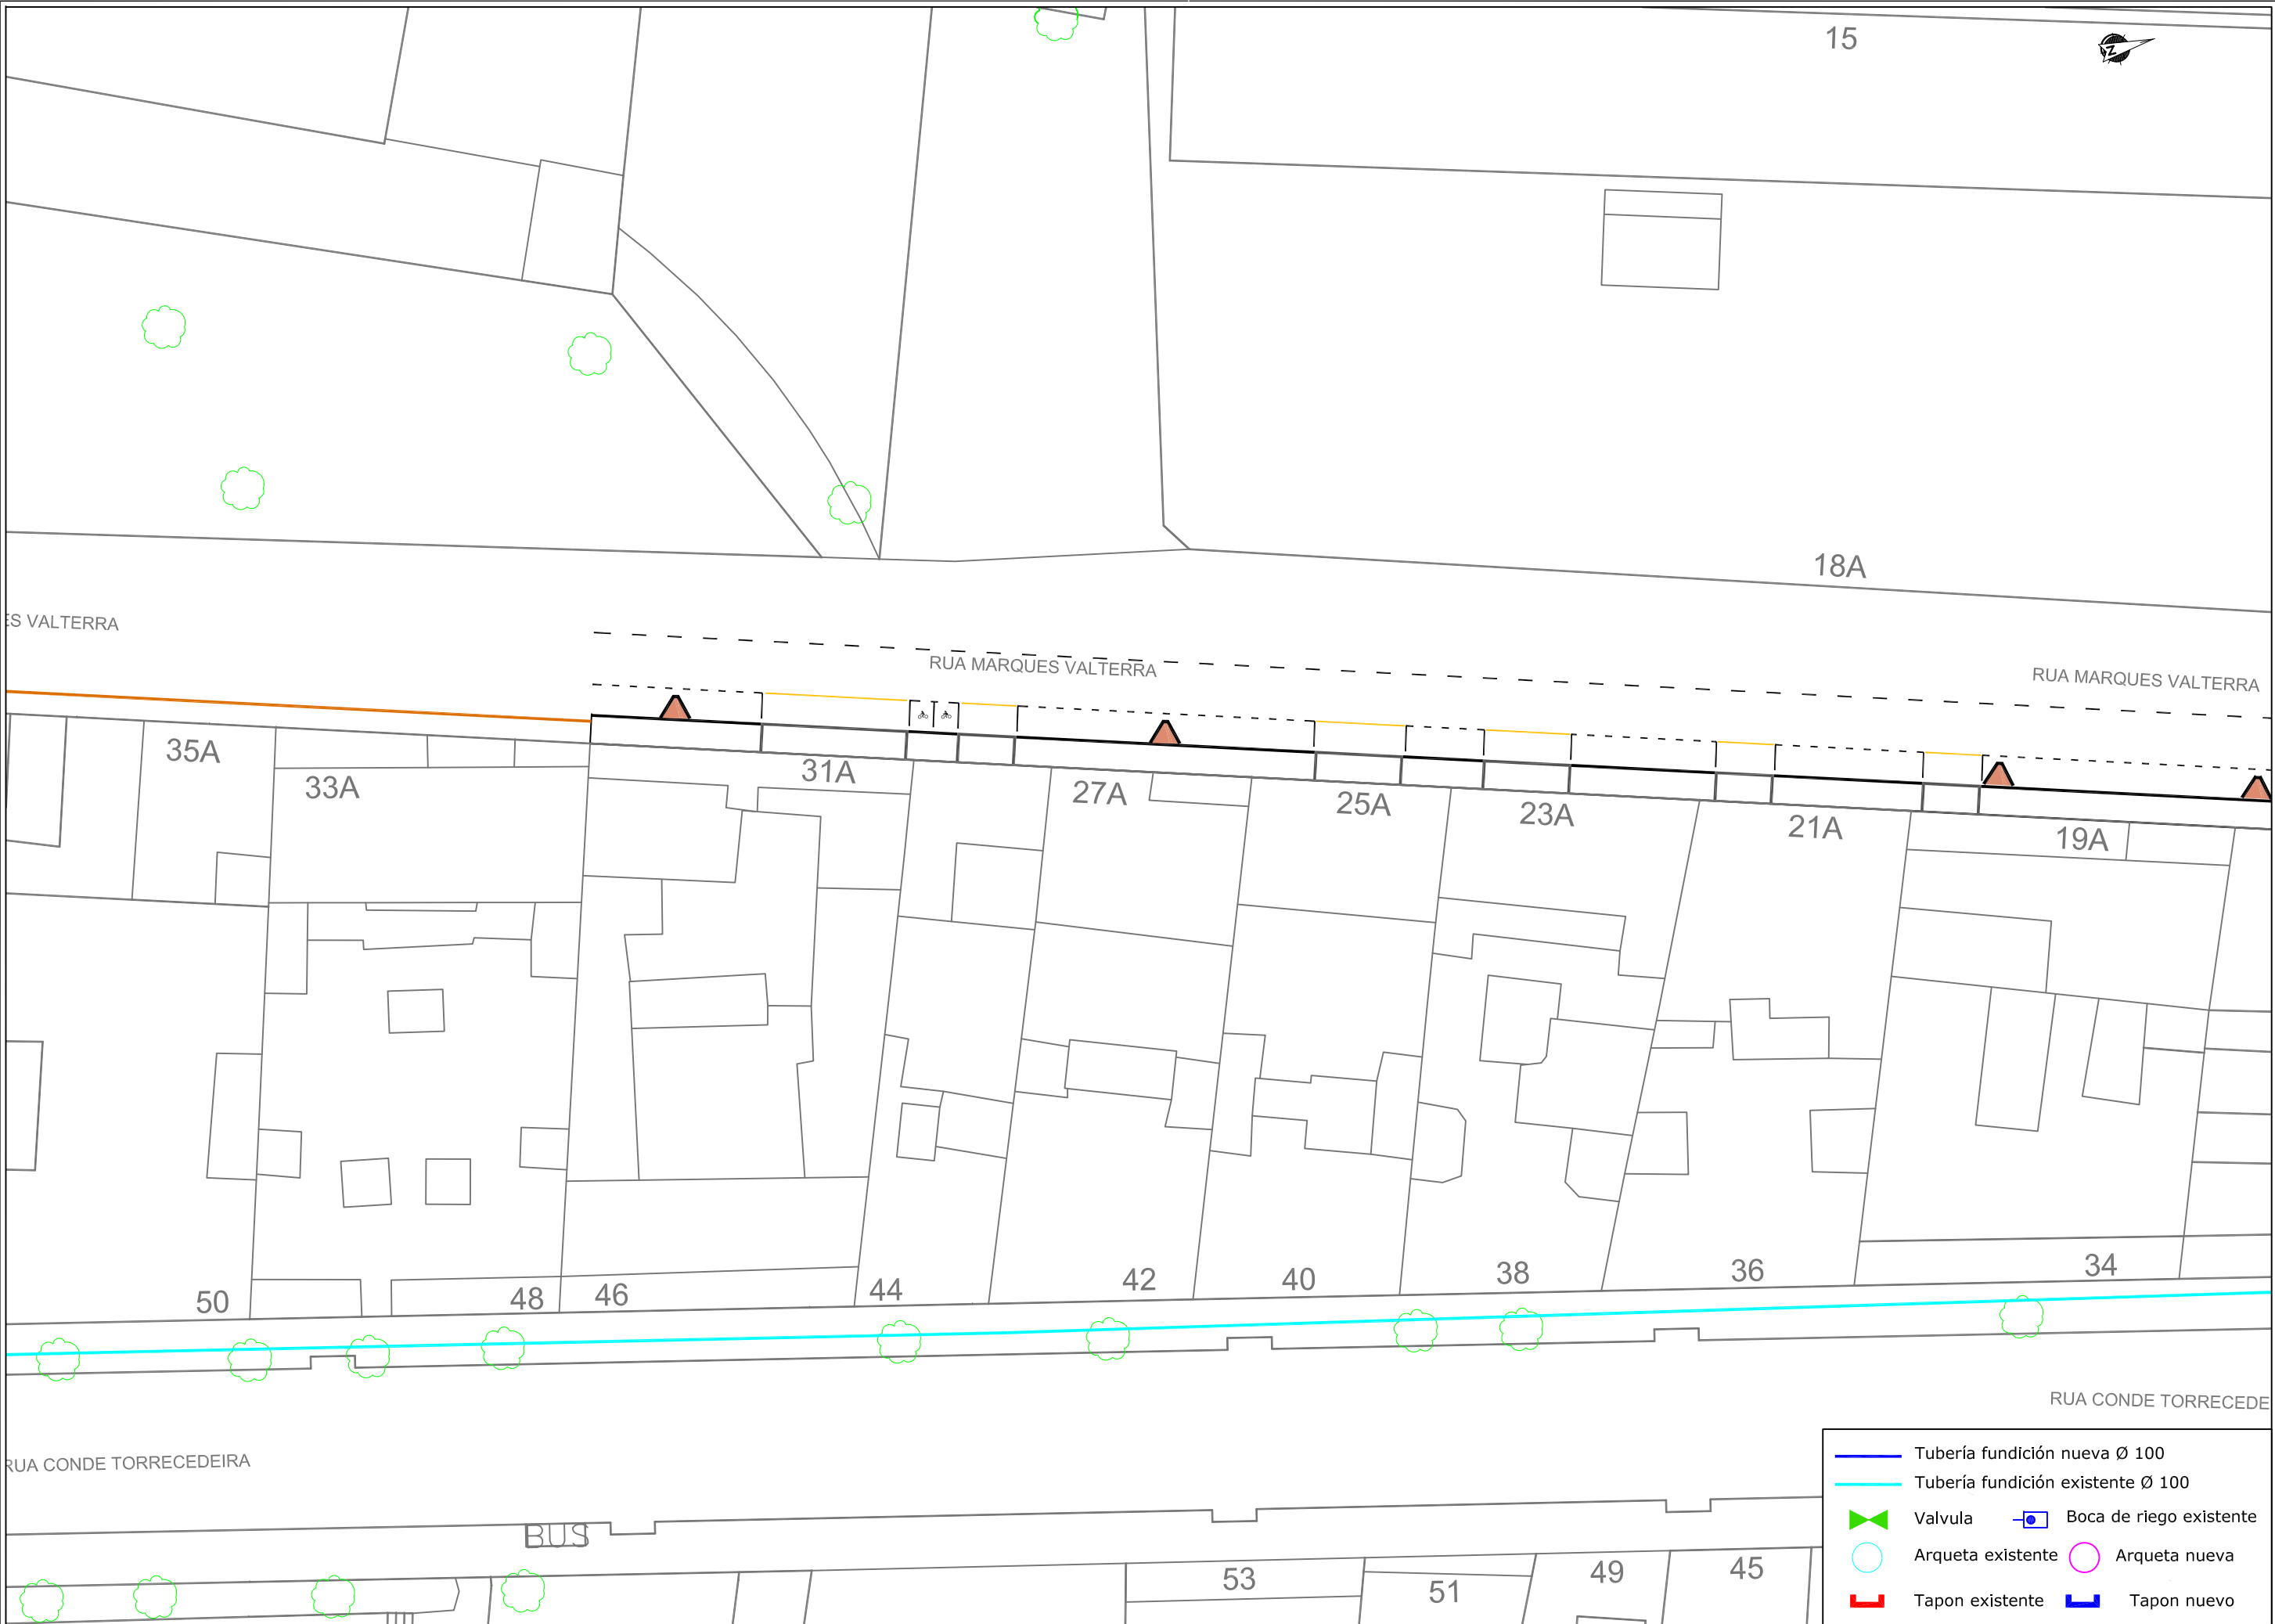 15
Z
18A
ES VALTERRA
RUA MARQUES VALTERRA
RUA MARQUES VALTERRA
35A
33A
31A
27A
25A
23A
21A
19A
50
48
46
44
42
40
38
36
34
RUA CONDE TORRECEDE
RUA CONDE TORRECEDEIRA
BUS
53
51
49
45
Tubería fundición nueva Ø 100
Tubería fundición existente Ø 100
Valvula
Boca de riego existente
Arqueta existente
Arqueta nueva
Tapon existente
Tapon nuevo